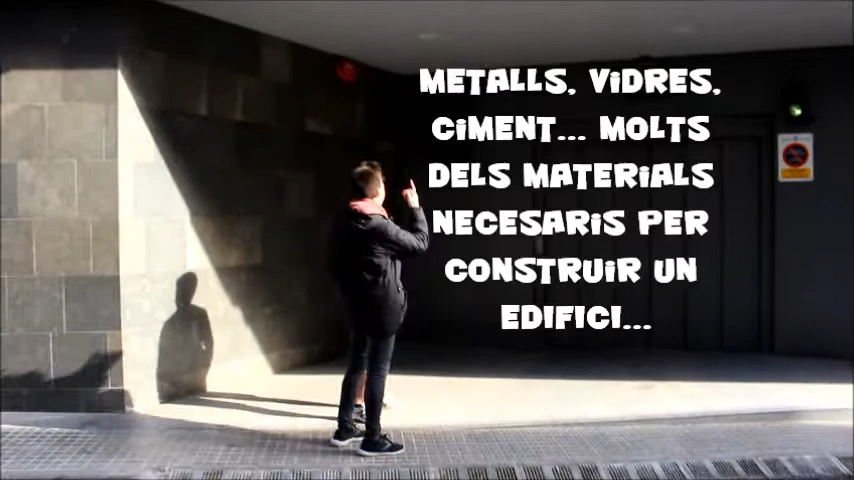 METALLS, VIDRES,
CIMENT... MOLTS
DELS MATERIALS
NECESARIS PER
CONSTRUIR UN
EDIFICI...